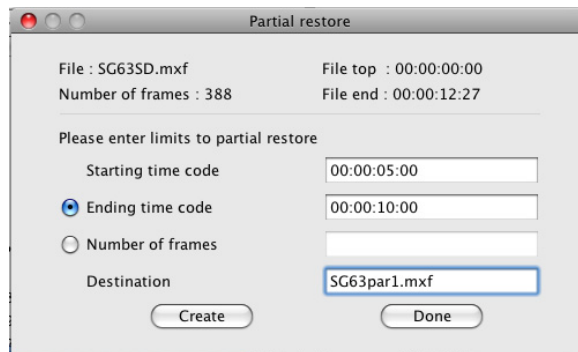 Partial restore
File : SG63SD.mxf File top : 00:00:00:00
Number of frames : 388 File end : 00:00:12:27
Please enter limits to partial restore
Starting time code 00:00:05:00
Ending time code 00:00:10:00
Number of frames
Destination SG63par1.mxf
Create Done